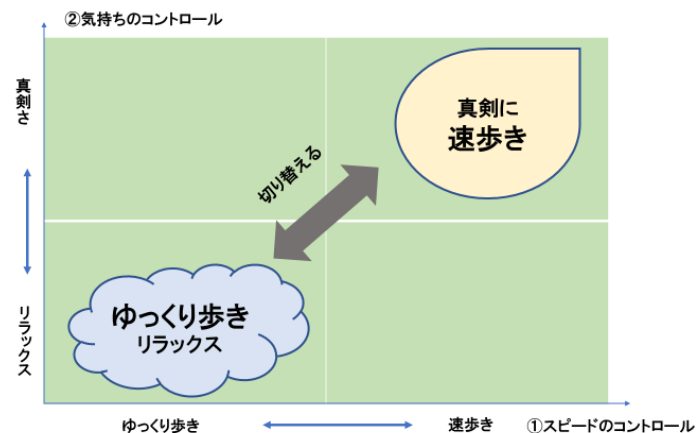 ②気持ちのコントロール
真剣さ
真剣に
速歩き
切り替える
ゆっくり歩き
リラックス
リラックス
ゆっくり歩き
速歩き
①スピードのコントロール